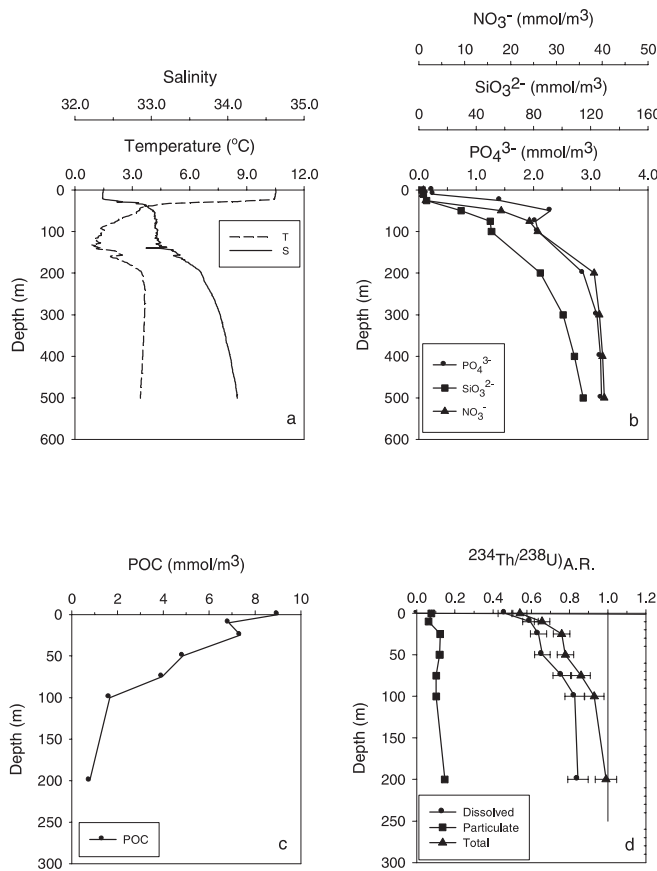 Salinity
32.0 33.0 34.0 35.0
Temperature (°C)
0.0 3.0 6.0 9.0 12.0
0
100
200
300
400
500
600
Depth (m)
T
S
a
NO₃⁻ (mmol/m³)
0 10 20 30 40 50
SiO₃²⁻ (mmol/m³)
0 40 80 120 160
PO₄³⁻ (mmol/m³)
0 1.0 2.0 3.0 4.0
0
100
200
300
400
500
600
Depth (m)
PO₄³⁻
SiO₃²⁻
NO₃⁻
b
POC (mmol/m³)
0 2 4 6 8 10
0
50
100
150
200
250
300
Depth (m)
POC
c
²³⁴Th/²³⁸U)A.R.
0.0 0.2 0.4 0.6 0.8 1.0 1.2
0
50
100
150
200
250
300
Depth (m)
Dissolved
Particulate
Total
d